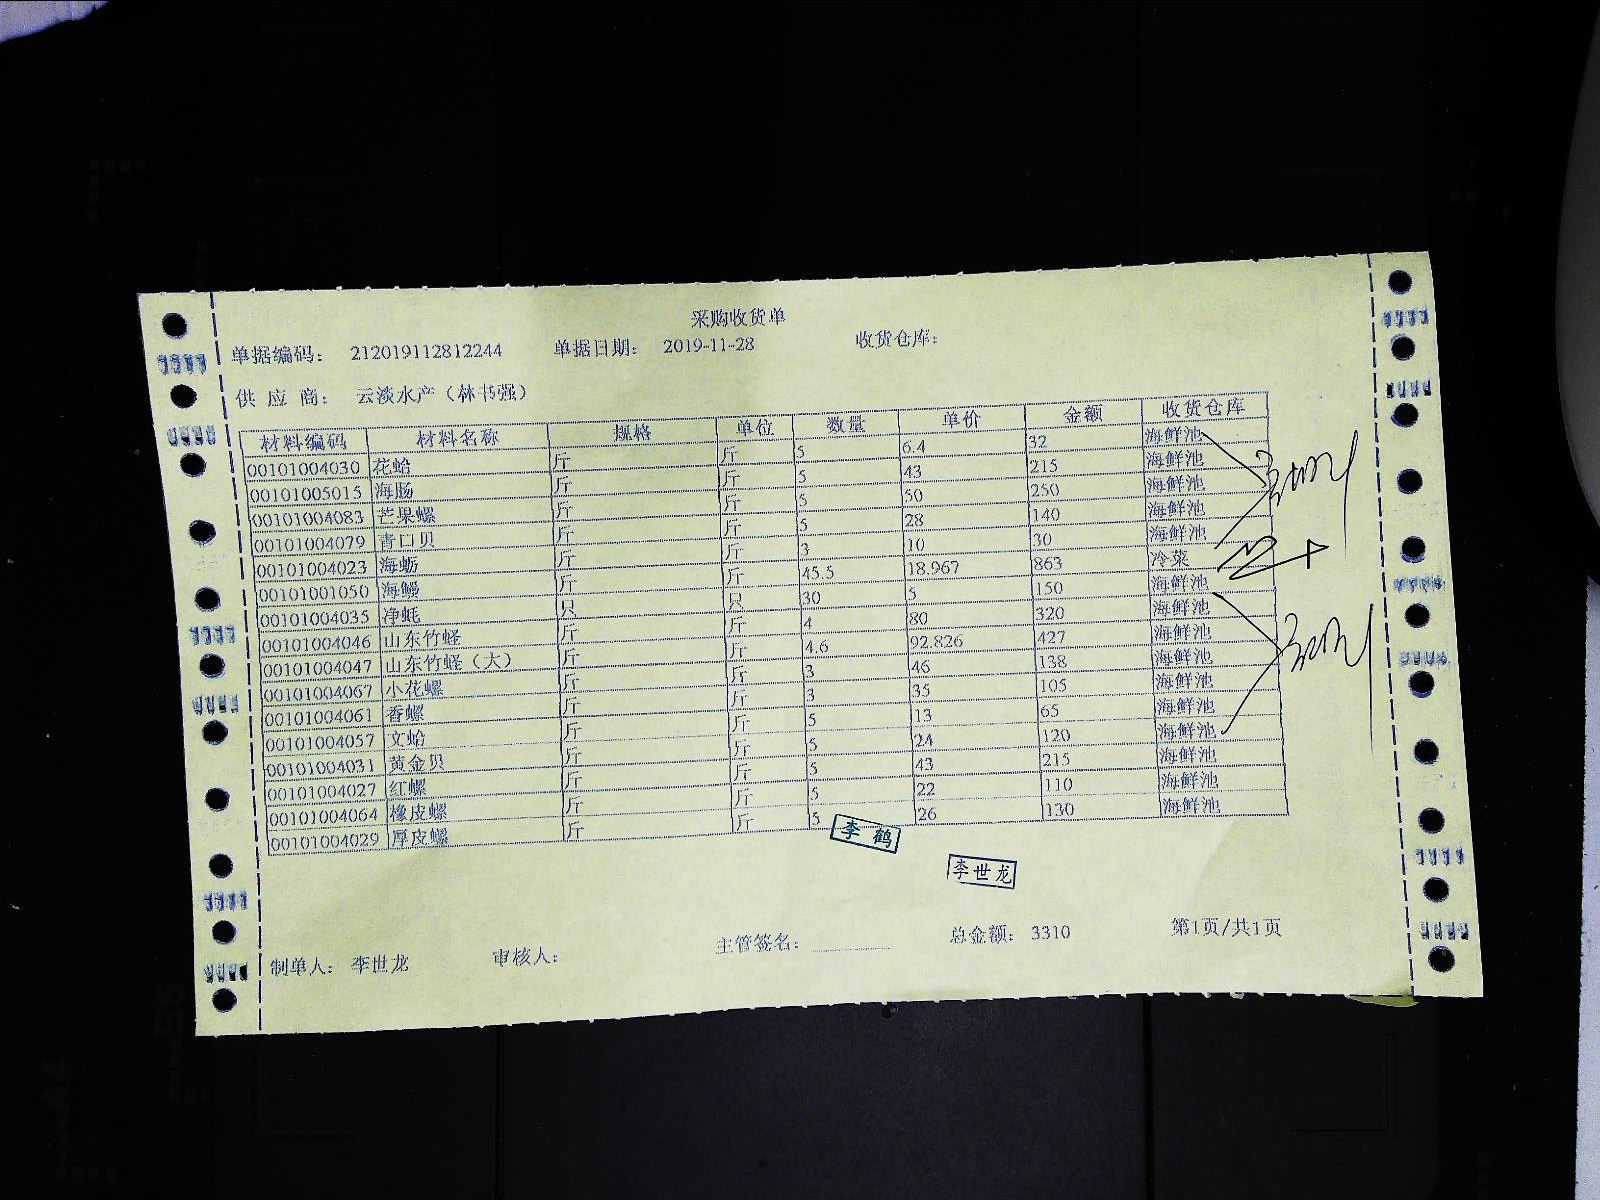 采购收货单
单据编码： 212019112812244 单据日期： 2019-11-28 收货仓库：
供 应 商： 云淡水产（林书强）
材料编码 材料名称 规格 单位 数量 单价 金额 收货仓库
00101004030 花蛤 斤 斤 5 6.4 32 海鲜池
00101005015 海肠 斤 斤 5 43 215 海鲜池
00101004083 芒果螺 斤 斤 5 50 250 海鲜池
00101004079 青口贝 斤 斤 5 28 140 海鲜池
00101004023 海蛎 斤 斤 3 10 30 海鲜池
00101001050 海鳗 斤 斤 45.5 18.967 863 冷菜
00101004035 净蚝 只 只 30 5 150 海鲜池
00101004046 山东竹蛏 斤 斤 4 80 320 海鲜池
00101004047 山东竹蛏（大） 斤 斤 4.6 92.826 427 海鲜池
00101004067 小花螺 斤 斤 3 46 138 海鲜池
00101004061 香螺 斤 斤 3 35 105 海鲜池
00101004057 文蛤 斤 斤 5 13 65 海鲜池
00101004031 黄金贝 斤 斤 5 24 120 海鲜池
00101004027 红螺 斤 斤 5 43 215 海鲜池
00101004064 橡皮螺 斤 斤 5 22 110 海鲜池
00101004029 厚皮螺 斤 斤 5 26 130 海鲜池
李鹤
李世龙
制单人： 李世龙 审核人： 主管签名： 总金额： 3310 第1页/共1页